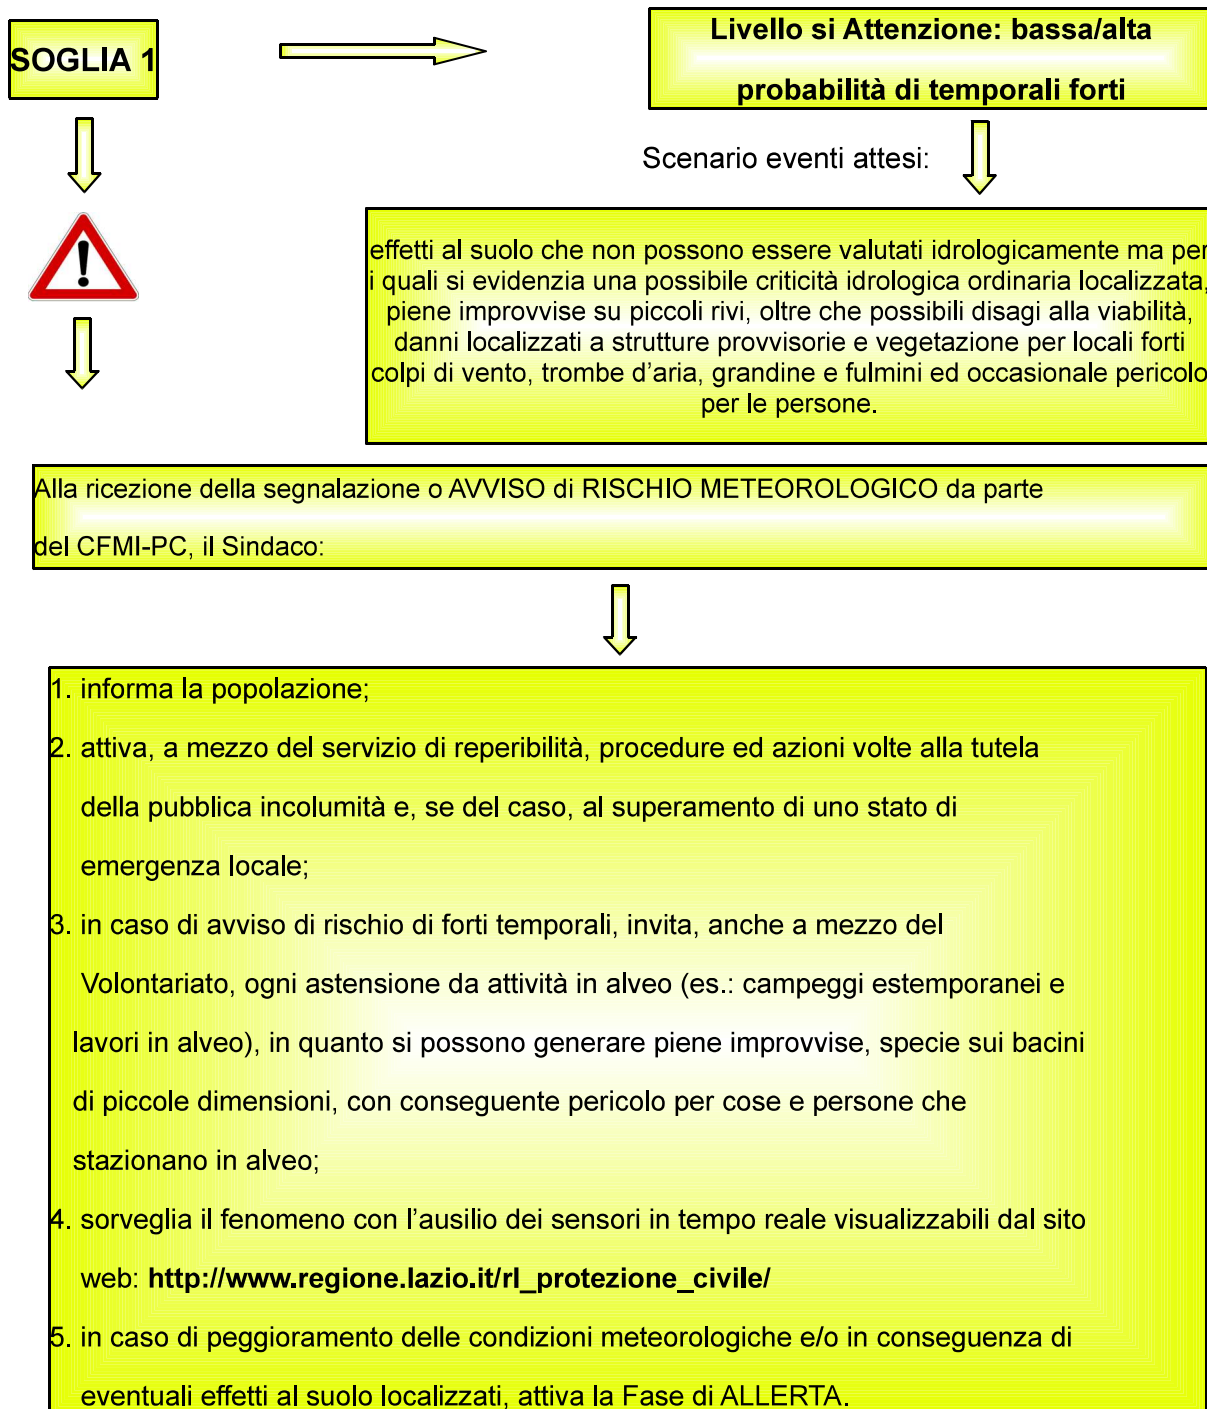 SOGLIA 1
Livello si Attenzione: bassa/alta
probabilità di temporali forti
Scenario eventi attesi:
effetti al suolo che non possono essere valutati idrologicamente ma per
i quali si evidenzia una possibile criticità idrologica ordinaria localizzata,
piene improvvise su piccoli rivi, oltre che possibili disagi alla viabilità,
danni localizzati a strutture provvisorie e vegetazione per locali forti
colpi di vento, trombe d’aria, grandine e fulmini ed occasionale pericolo
per le persone.
Alla ricezione della segnalazione o AVVISO di RISCHIO METEOROLOGICO da parte
del CFMI-PC, il Sindaco:
1. informa la popolazione;
2. attiva, a mezzo del servizio di reperibilità, procedure ed azioni volte alla tutela
della pubblica incolumità e, se del caso, al superamento di uno stato di
emergenza locale;
3. in caso di avviso di rischio di forti temporali, invita, anche a mezzo del
Volontariato, ogni astensione da attività in alveo (es.: campeggi estemporanei e
lavori in alveo), in quanto si possono generare piene improvvise, specie sui bacini
di piccole dimensioni, con conseguente pericolo per cose e persone che
stazionano in alveo;
4. sorveglia il fenomeno con l’ausilio dei sensori in tempo reale visualizzabili dal sito
web: http://www.regione.lazio.it/rl_protezione_civile/
5. in caso di peggioramento delle condizioni meteorologiche e/o in conseguenza di
eventuali effetti al suolo localizzati, attiva la Fase di ALLERTA.